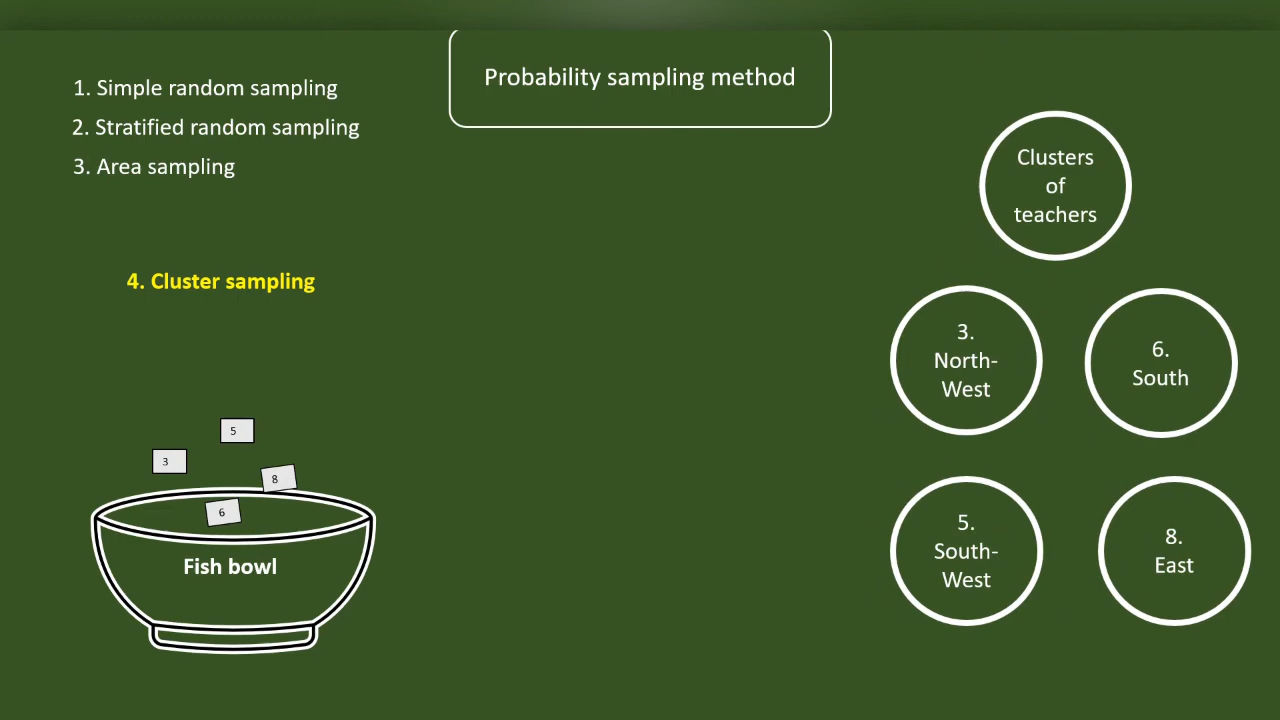 Probability sampling method
1. Simple random sampling
2. Stratified random sampling
3. Area sampling
4. Cluster sampling
5
3
8
6
Fish bowl
Clusters
of
teachers
3.
North-
West
6.
South
5.
South-
West
8.
East